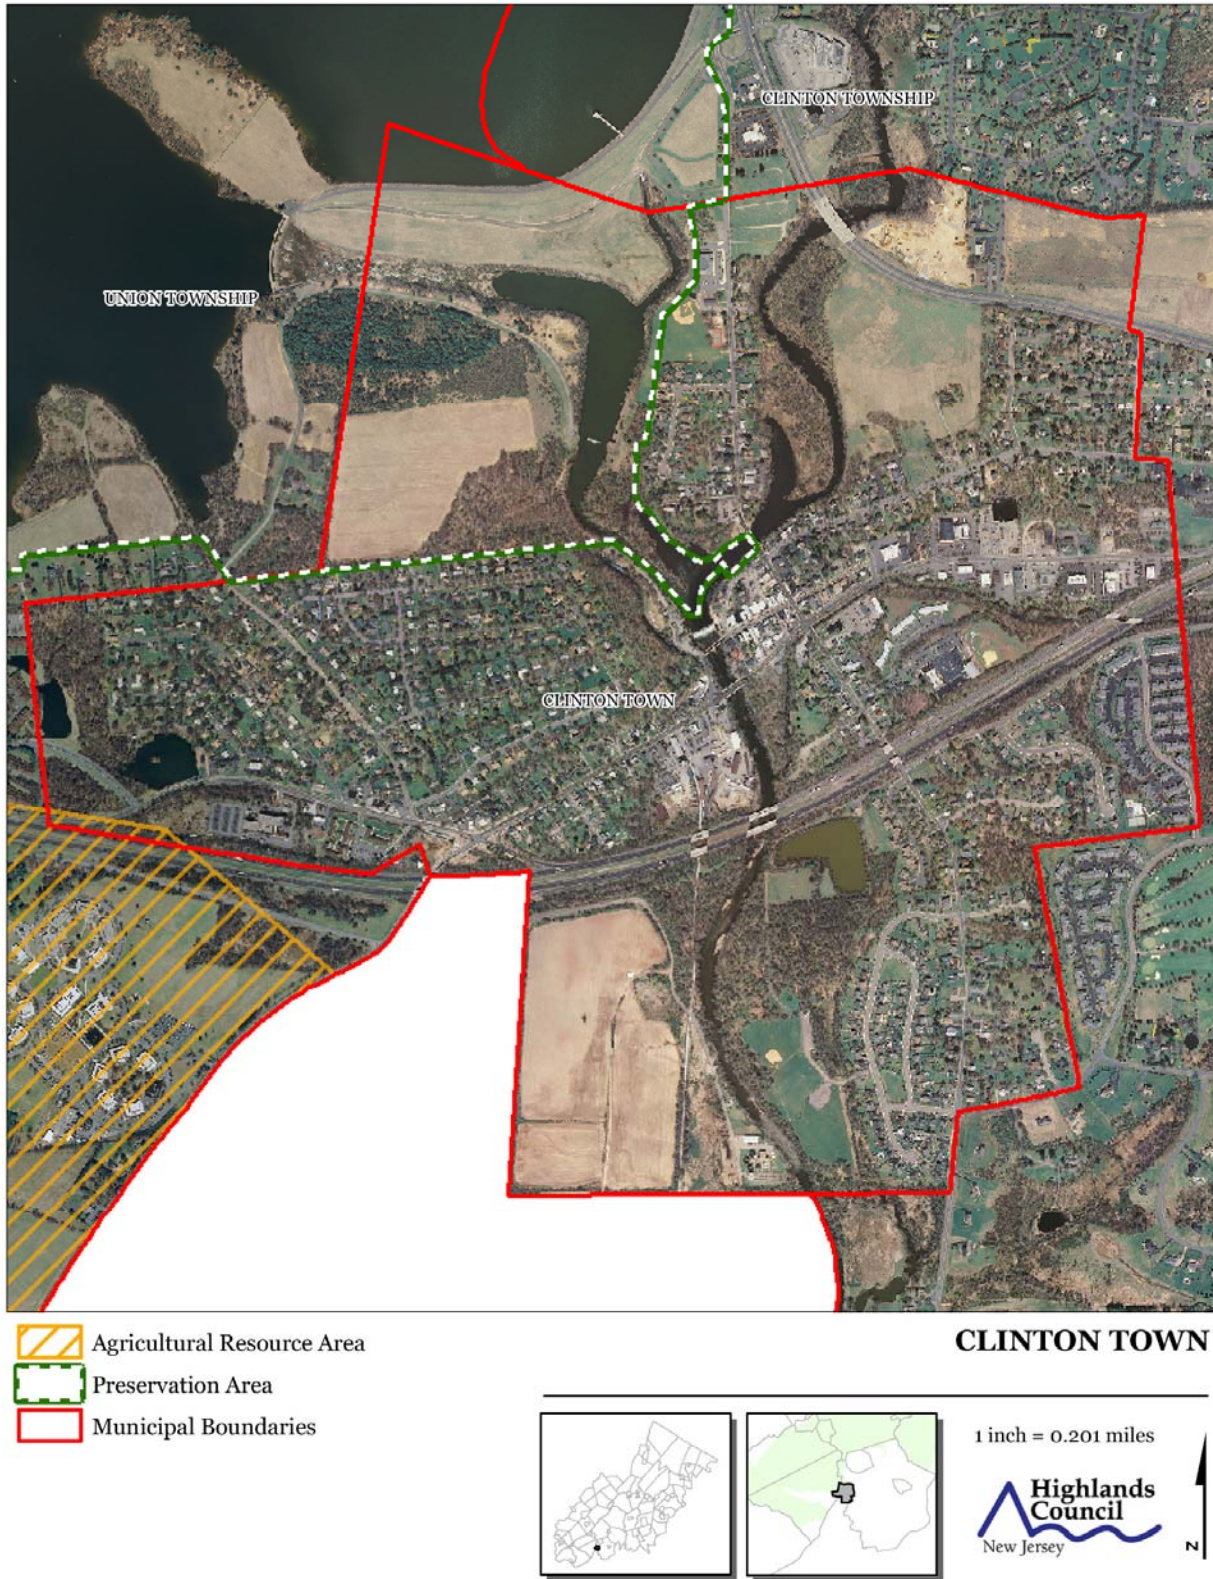 CLINTON TOWNSHIP
UNION TOWNSHIP
CLINTON TOWN
Agricultural Resource Area
Preservation Area
Municipal Boundaries
CLINTON TOWN
1 inch = 0.201 miles
Highlands
Council
New Jersey
N